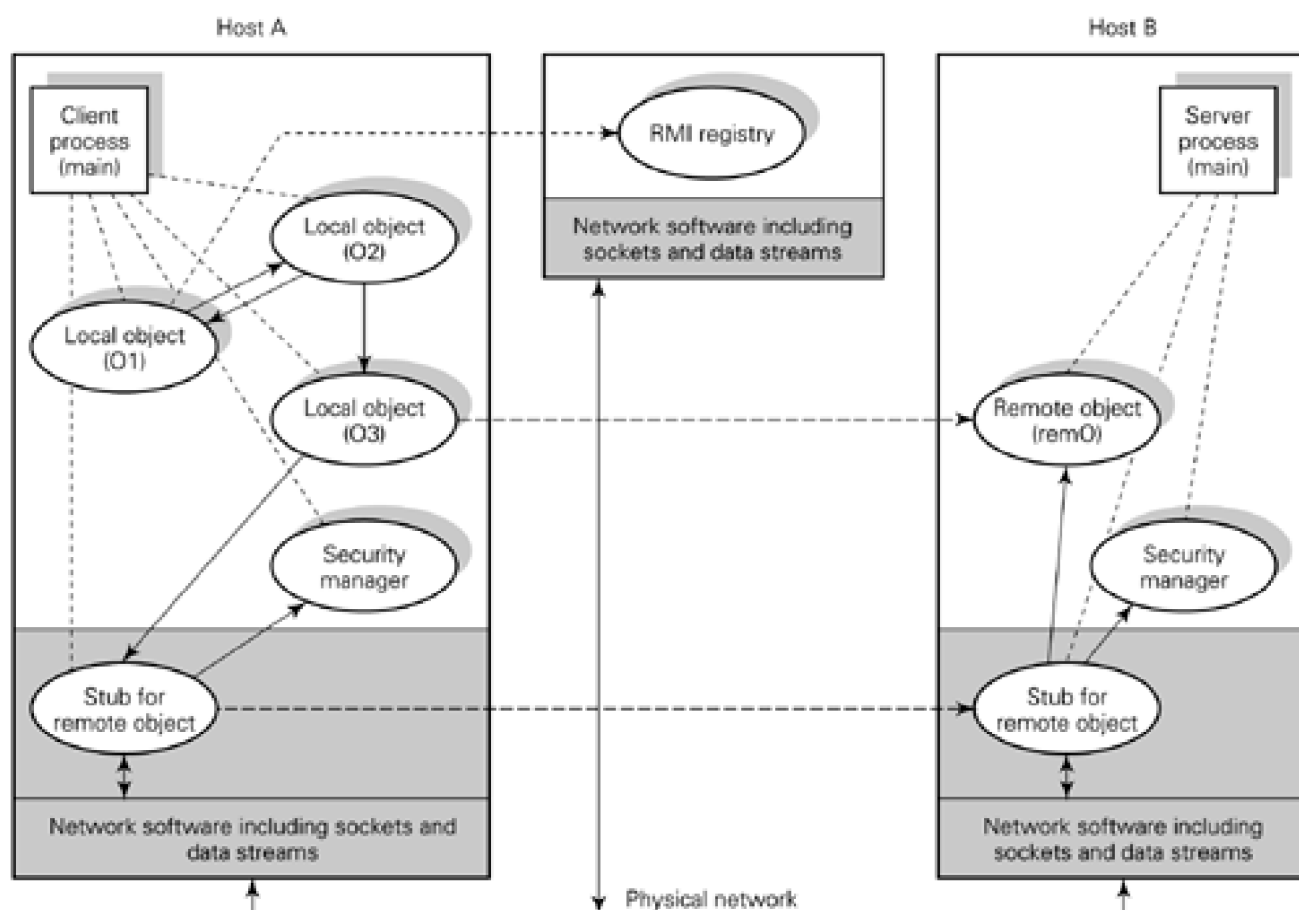 Host A
Host B
Client
process
(main)
RMII registry
Server
process
(main)
Local object
(O2)
Network software including
sockets and data streams
Local object
(O1)
Local object
(O3)
Remote object
(remO)
Security
manager
Security
manager
Stub for
remote object
Stub for
remote object
Network software including sockets and
data streams
Network software including
sockets and data streams
Physical network